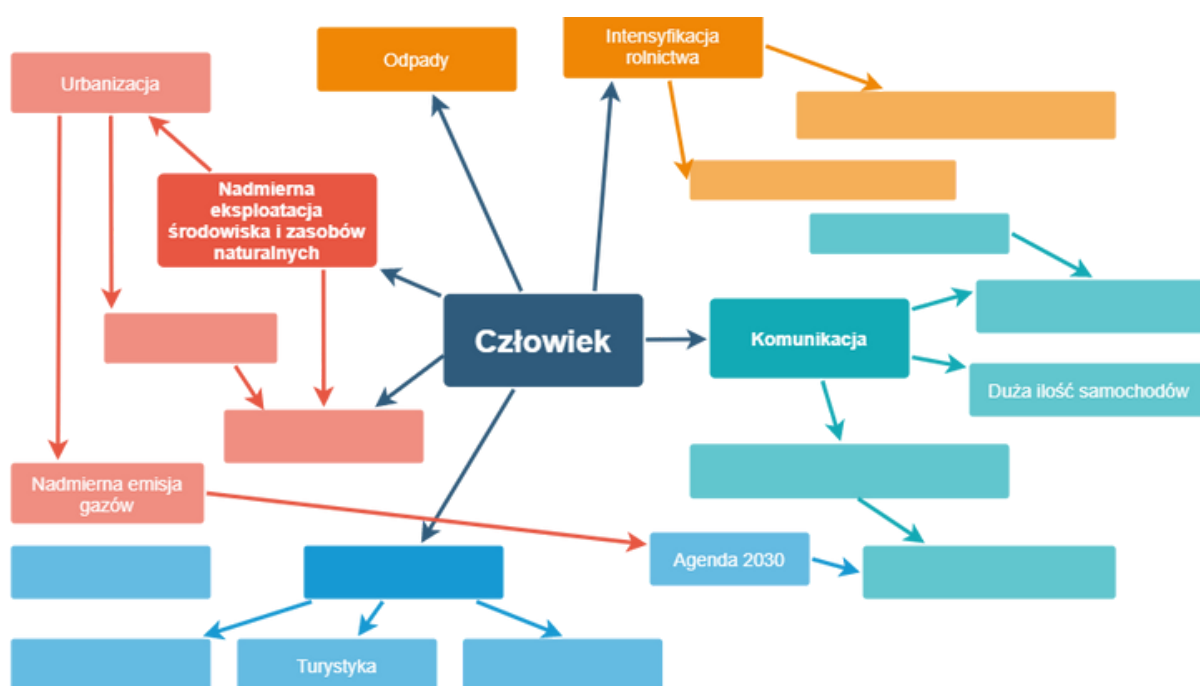 Intensyfikacja
rolnictwa
Odpady
Urbanizacja
Nadmierna
eksploatacja
środowiska i zasobów
naturalnych
Człowiek
Komunikacja
Duża ilość samochodów
Nadmierna emisja
gazów
Agenda 2030
Turystyka